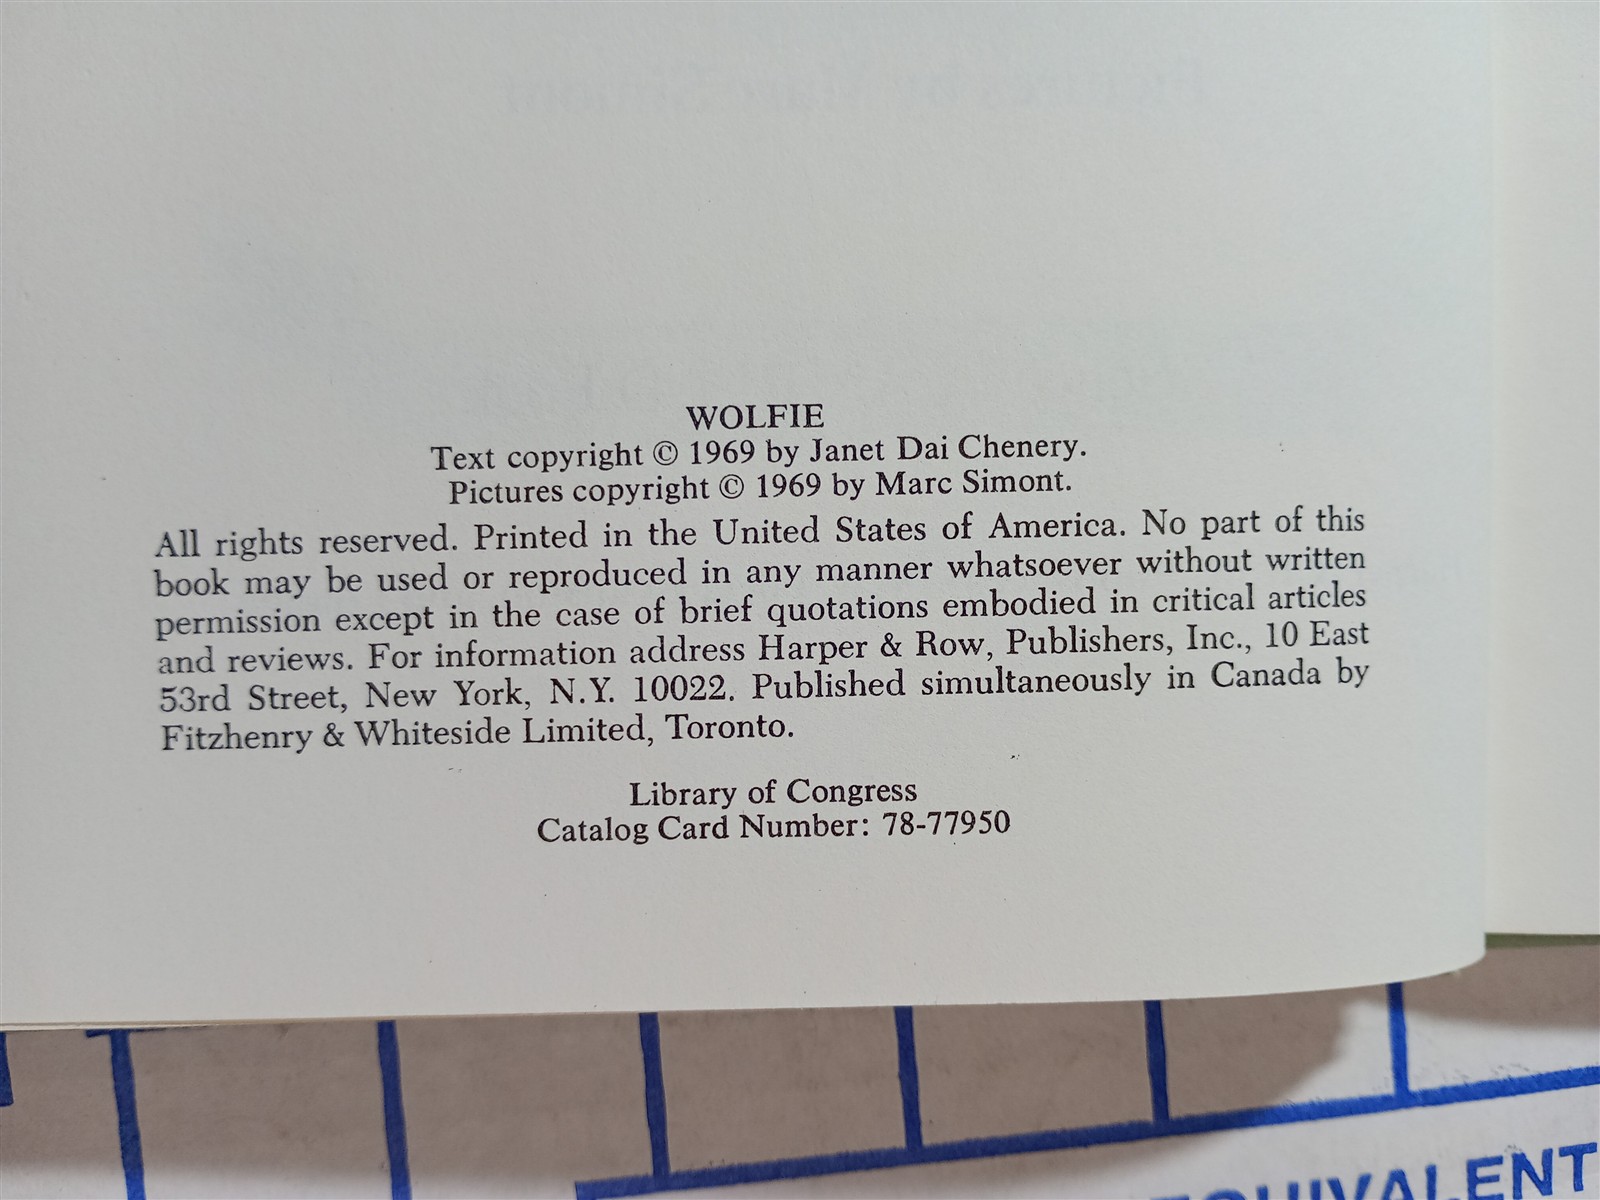 WOLFIE
Text copyright © 1969 by Janet Dai Chenery.
Pictures copyright © 1969 by Marc Simont.
All rights reserved. Printed in the United States of America. No part of this
book may be used or reproduced in any manner whatsoever without written
permission except in the case of brief quotations embodied in critical articles
and reviews. For information address Harper & Row, Publishers, Inc., 10 East
53rd Street, New York, N.Y. 10022. Published simultaneously in Canada by
Fitzhenry & Whiteside Limited, Toronto.
Library of Congress
Catalog Card Number: 78-77950